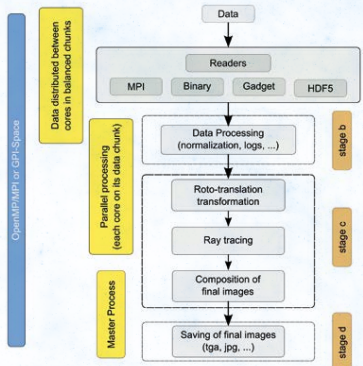 Data
Readers
MPI
Binary
Gadget
HDF5
Data Processing
(normalization, logs, ...)
Roto-translation
transformation
Ray tracing
Composition of
final images
Saving of final images
(tga, jpg, ...)
OpenMP/MPI or GPI-Space
Data distributed between
cores in balanced chunks
Parallel processing
(each core on its data chunk)
Master Process
stage b
stage c
stage d